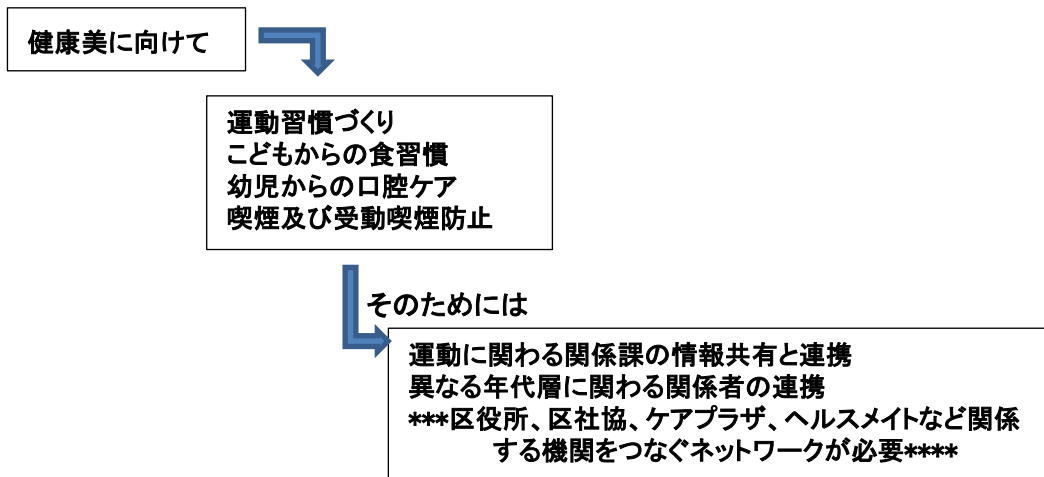 健康美に向けて
運動習慣づくり
こどもからの食習慣
幼児からの口腔ケア
喫煙及び受動喫煙防止
そのためには
運動に関わる関係課の情報共有と連携
異なる年代層に関わる関係者の連携
***区役所、区社協、ケアプラザ、ヘルスメイトなど関係
する機関をつなぐネットワークが必要****